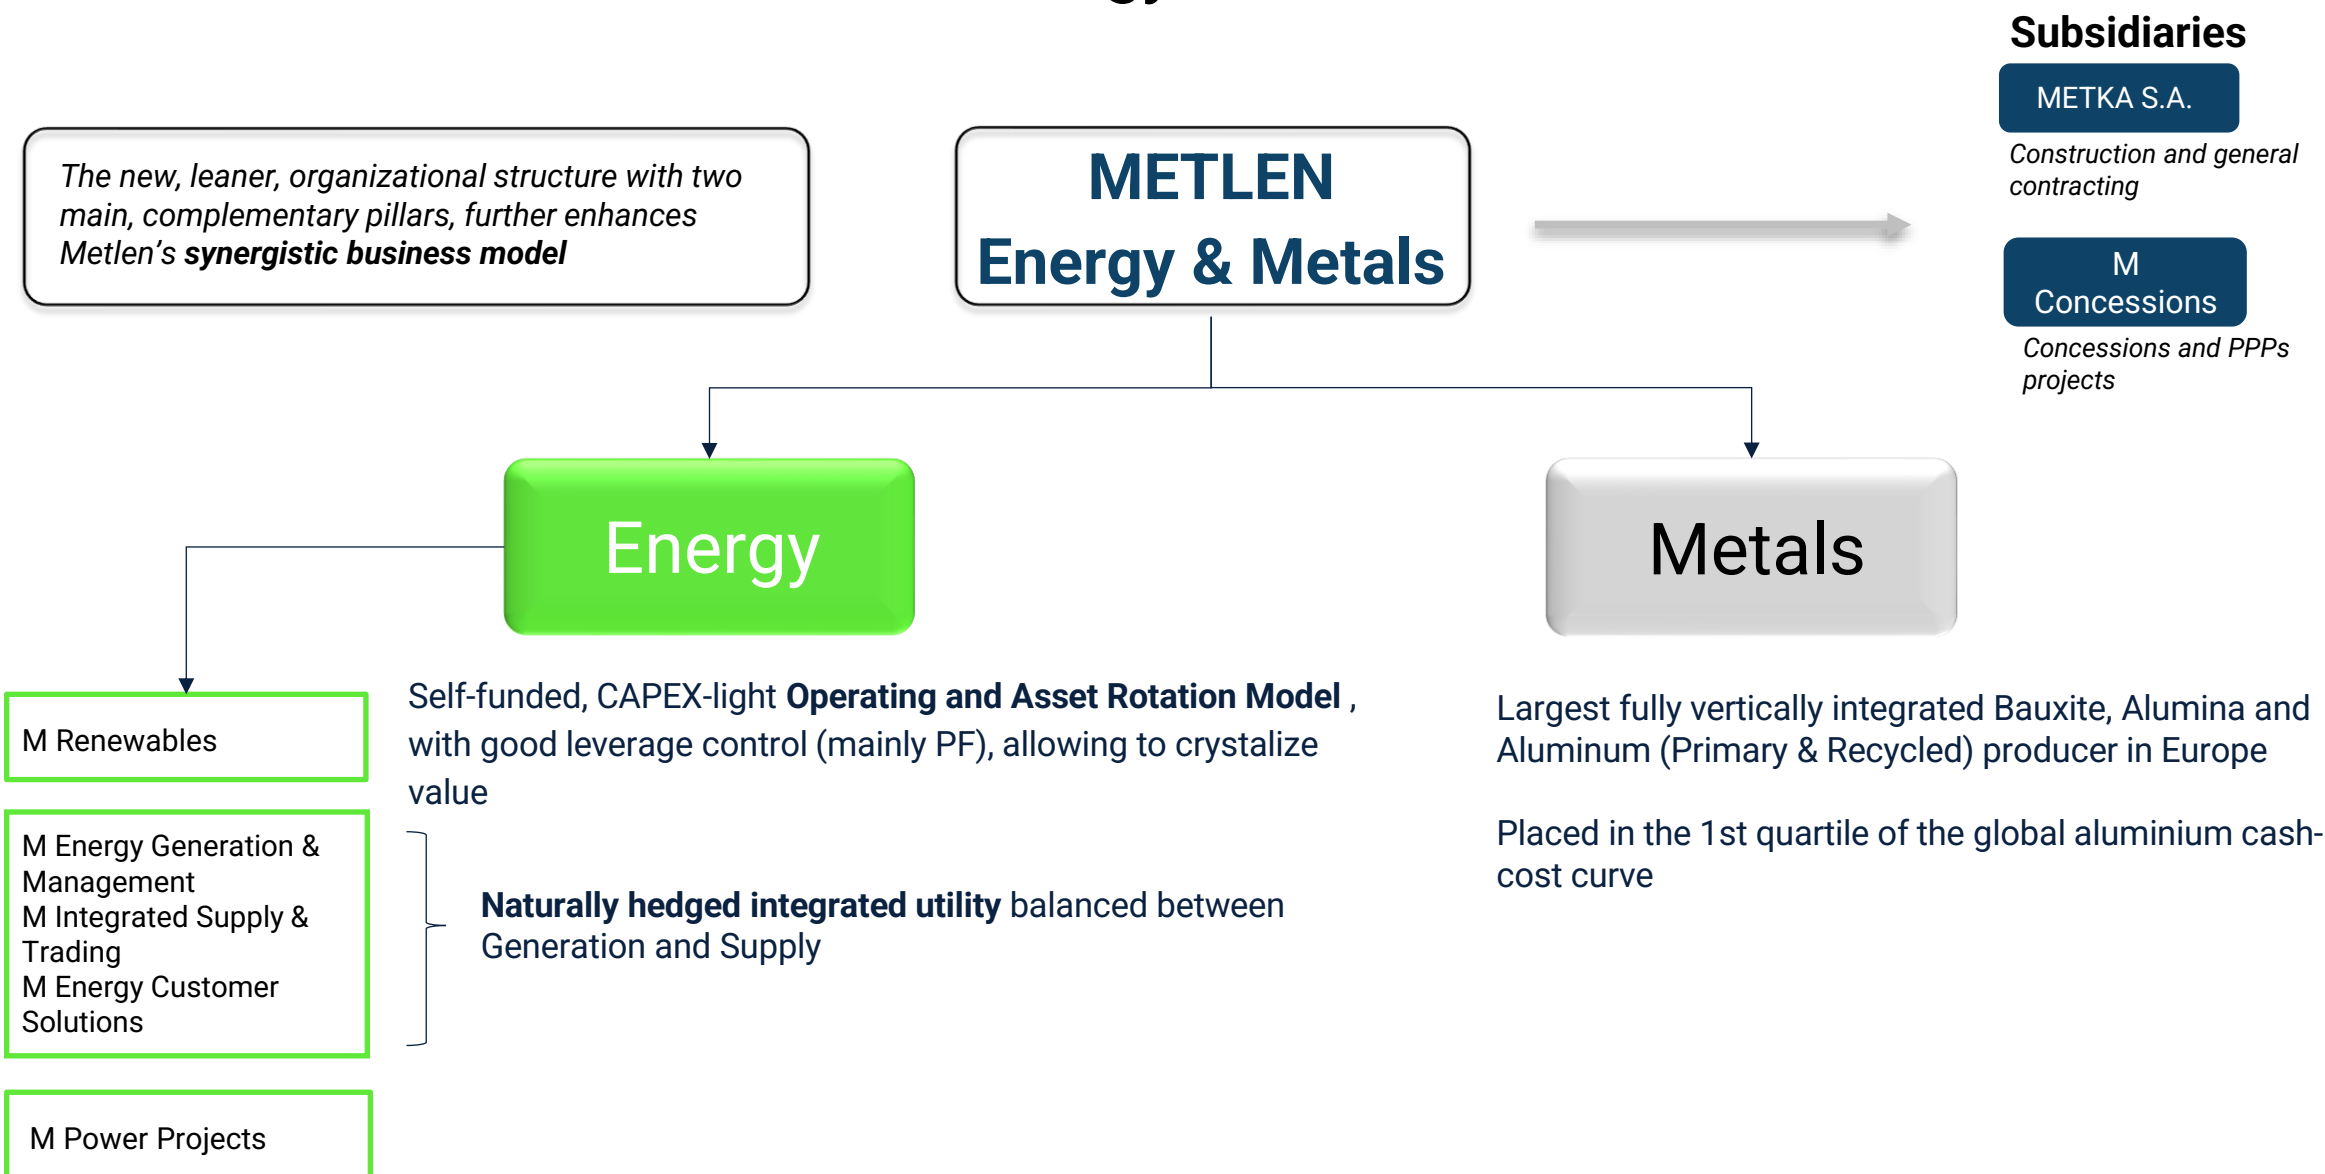 Subsidiaries
METKA S.A.
Construction and general
contracting
M
Concessions
Concessions and PPPs
projects
The new, leaner, organizational structure with two
main, complementary pillars, further enhances
Metlen’s synergistic business model
METLEN
Energy & Metals
Energy
Metals
M Renewables
Self-funded, CAPEX-light Operating and Asset Rotation Model ,
with good leverage control (mainly PF), allowing to crystalize
value
M Energy Generation &
Management
M Integrated Supply &
Trading
M Energy Customer
Solutions
Naturally hedged integrated utility balanced between
Generation and Supply
M Power Projects
Largest fully vertically integrated Bauxite, Alumina and
Aluminum (Primary & Recycled) producer in Europe
Placed in the 1st quartile of the global aluminium cash-
cost curve